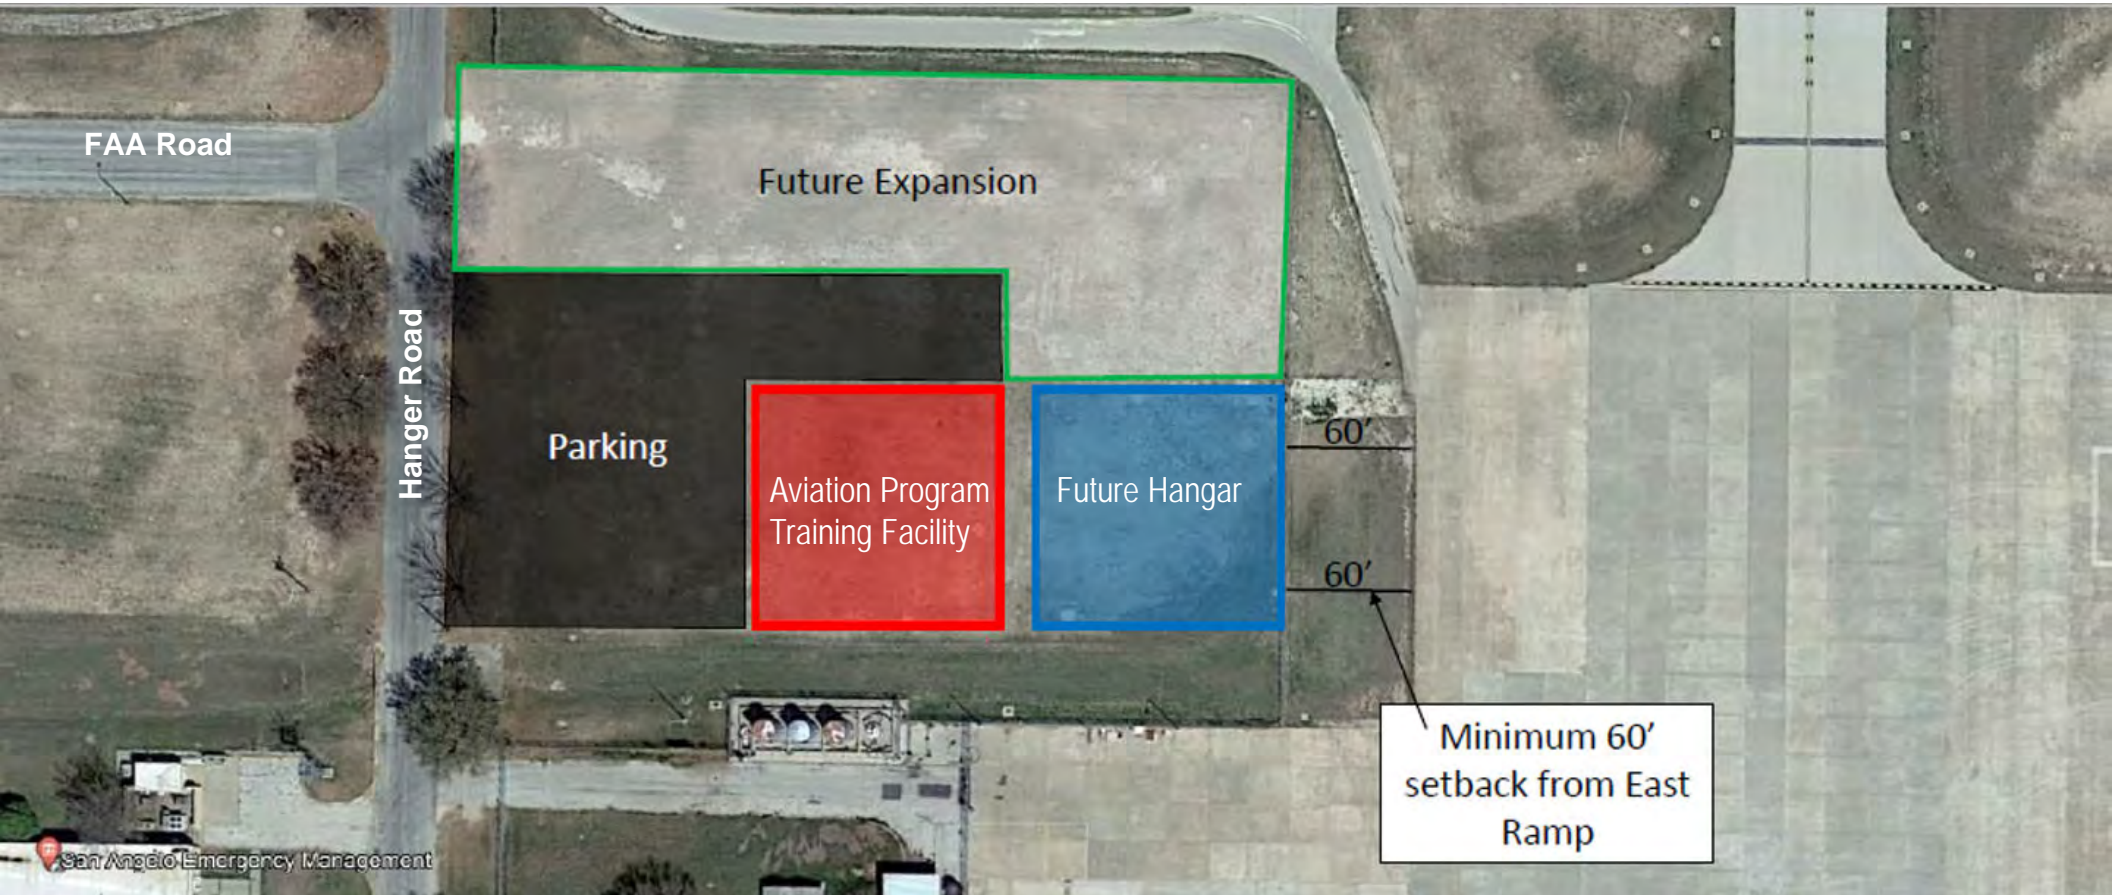 FAA Road
Future Expansion
Hanger Road
Parking
Aviation Program
Training Facility
Future Hangar
60’
60’
Minimum 60’
setback from East
Ramp
San Angelo Emergency Management